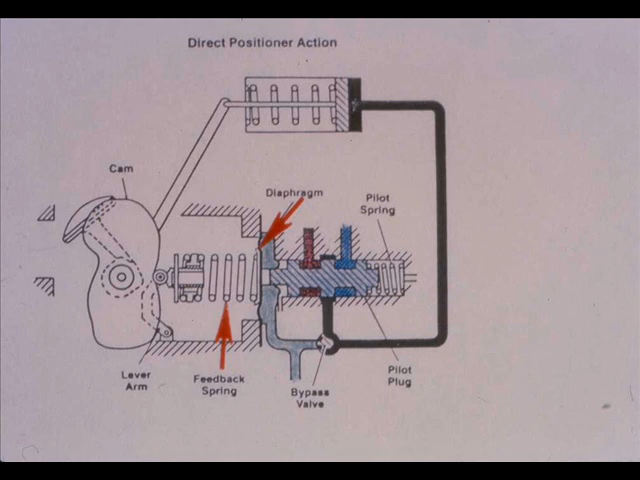 Direct Positioner Action
Cam
Diaphragm
Pilot
Spring
Lever
Arm
Feedback
Spring
Bypass
Valve
Pilot
Plug